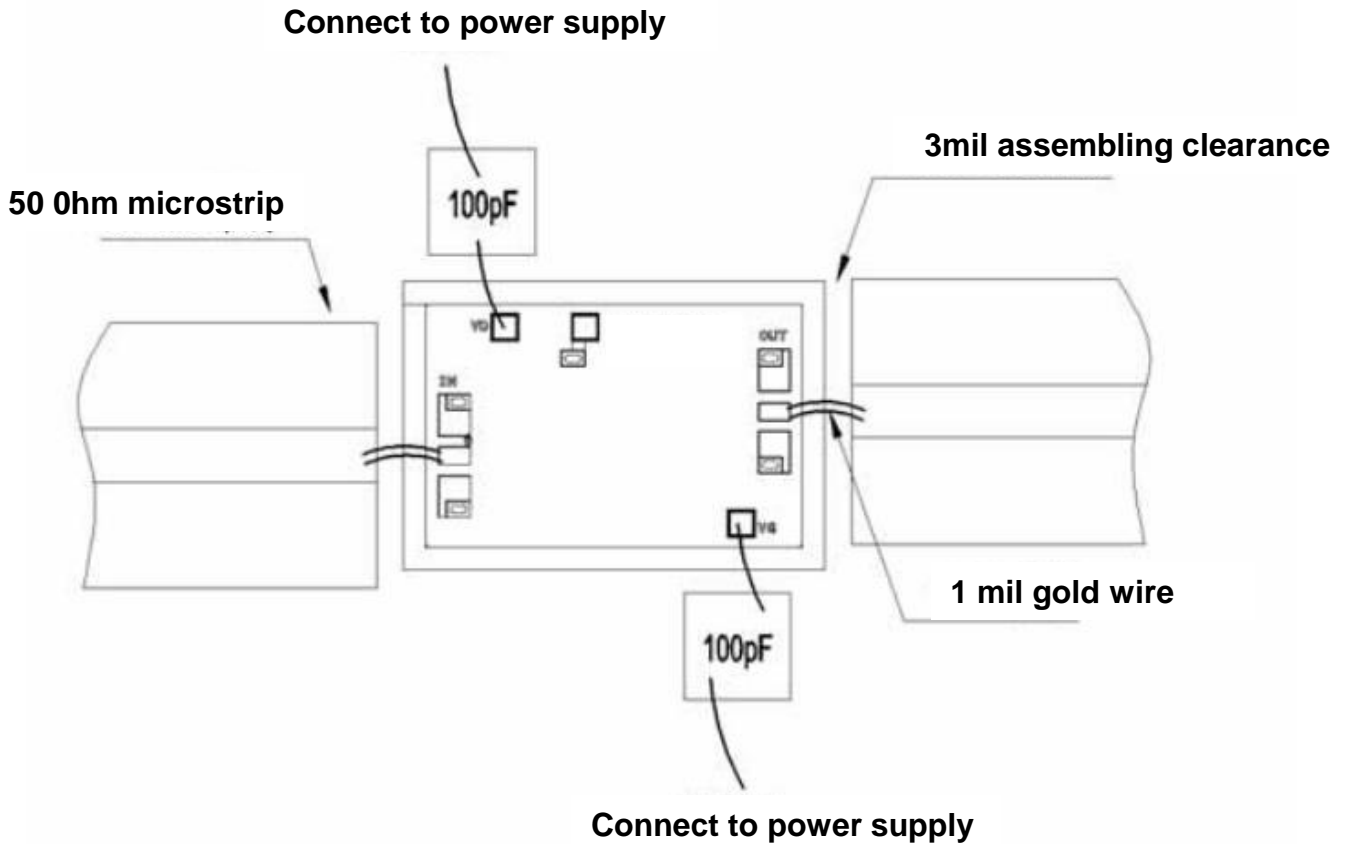 Connect to power supply
3mil assembling clearance
50 0hm microstrip
100pF
VD
OUT
IN
VG
1 mil gold wire
100pF
Connect to power supply